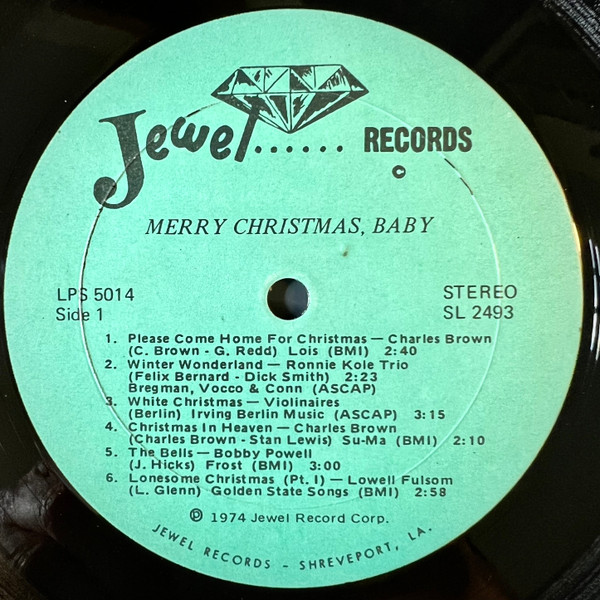 Jewel...... RECORDS
C
MERRY CHRISTMAS, BABY
LPS 5014
Side 1
STEREO
SL 2493
1. Please Come Home For Christmas — Charles Brown
(C. Brown - G. Redd) Lois (BMI) 2:40
2. Winter Wonderland — Ronnie Kole Trio
(Felix Bernard - Dick Smith) 2:23
Bregman, Vocco & Conn (ASCAP)
3. White Christmas — Violinaires
(Berlin) Irving Berlin Music (ASCAP) 3:15
4. Christmas In Heaven — Charles Brown
(Charles Brown - Stan Lewis) Su-Ma (BMI) 2:10
5. The Bells — Bobby Powell
(J. Hicks) Frost (BMI) 3:00
6. Lonesome Christmas (Pt. I) — Lowell Fulsom
(L. Glenn) Golden State Songs (BMI) 2:58
℗ 1974 Jewel Record Corp.
JEWEL RECORDS - SHREVEPORT, LA.